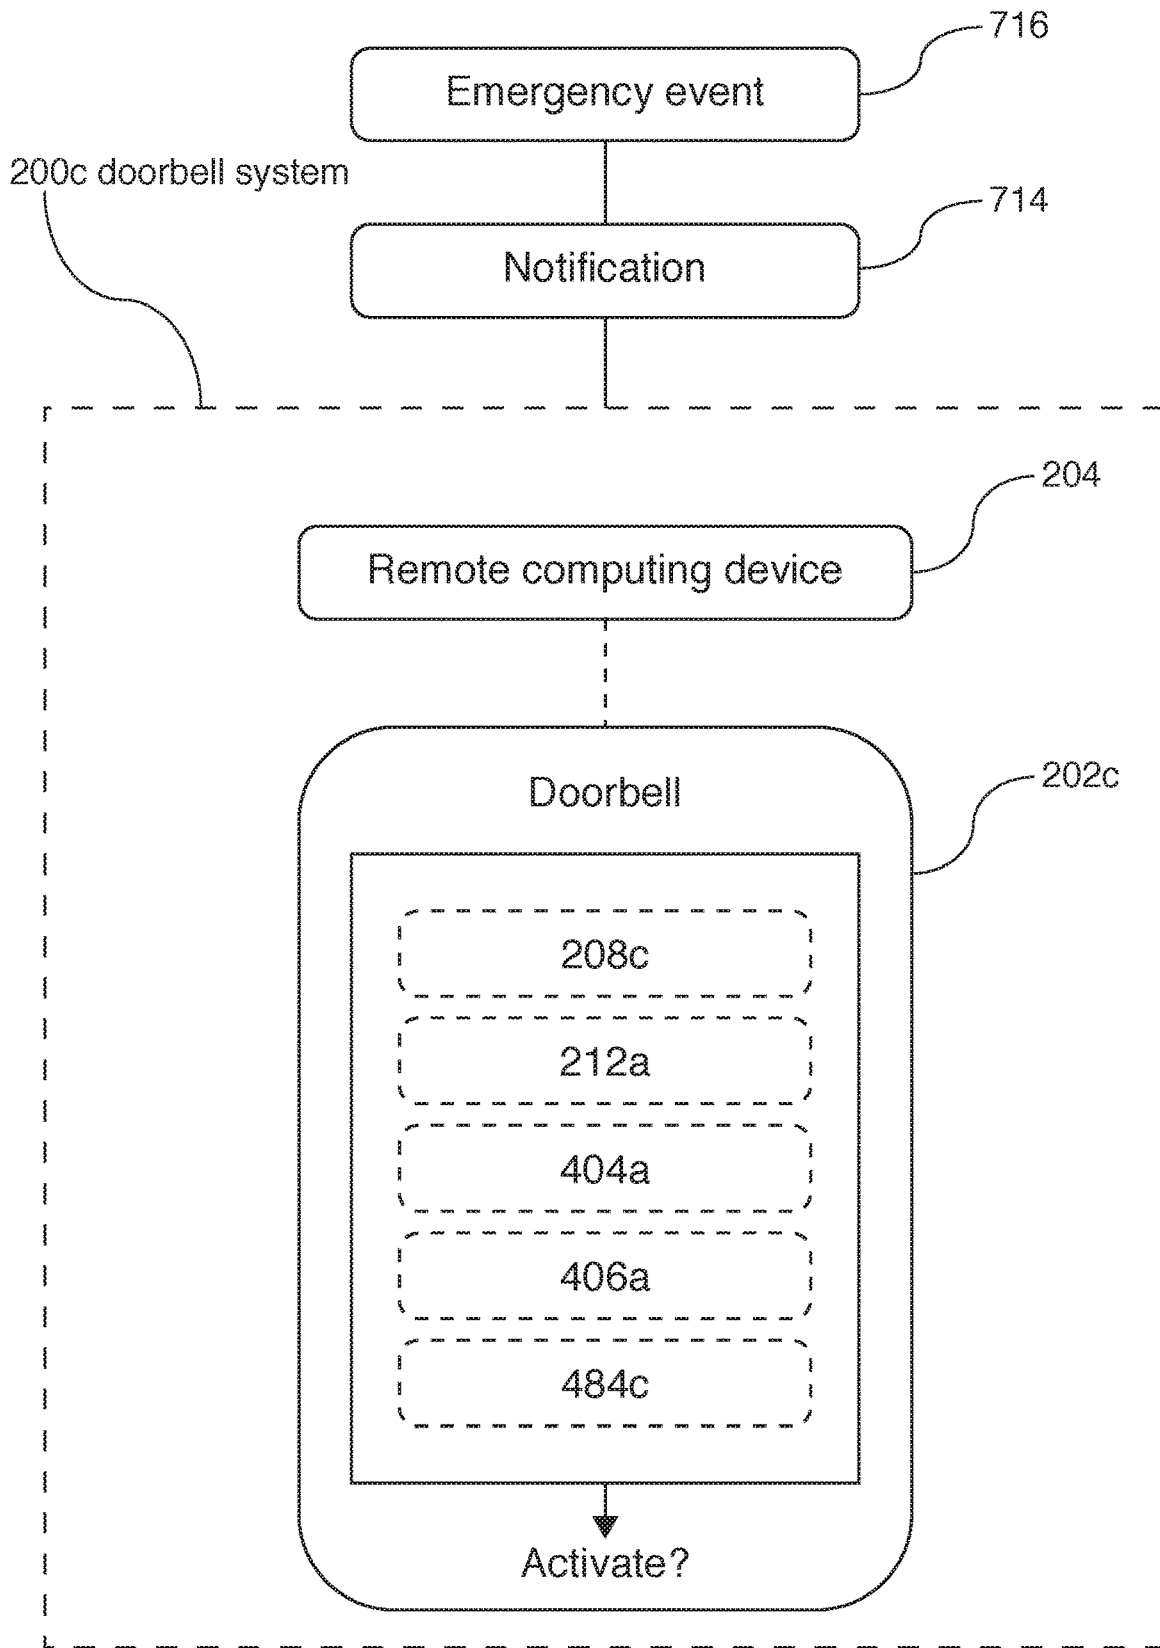 716
Emergency event
200c doorbell system
714
Notification
204
Remote computing device
202c
Doorbell
208c
212a
404a
406a
484c
Activate?